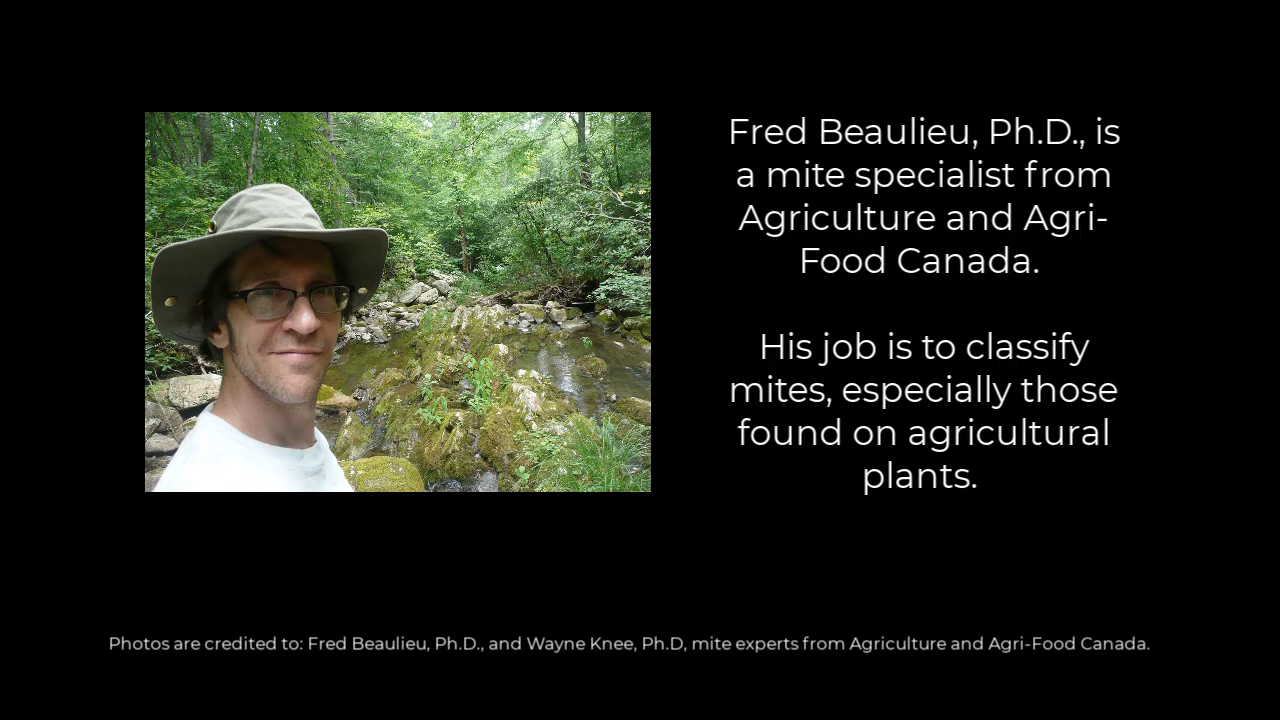 Fred Beaulieu, Ph.D., is
a mite specialist from
Agriculture and Agri-
Food Canada.
His job is to classify
mites, especially those
found on agricultural
plants.
Photos are credited to: Fred Beaulieu, Ph.D., and Wayne Knee, Ph.D, mite experts from Agriculture and Agri-Food Canada.